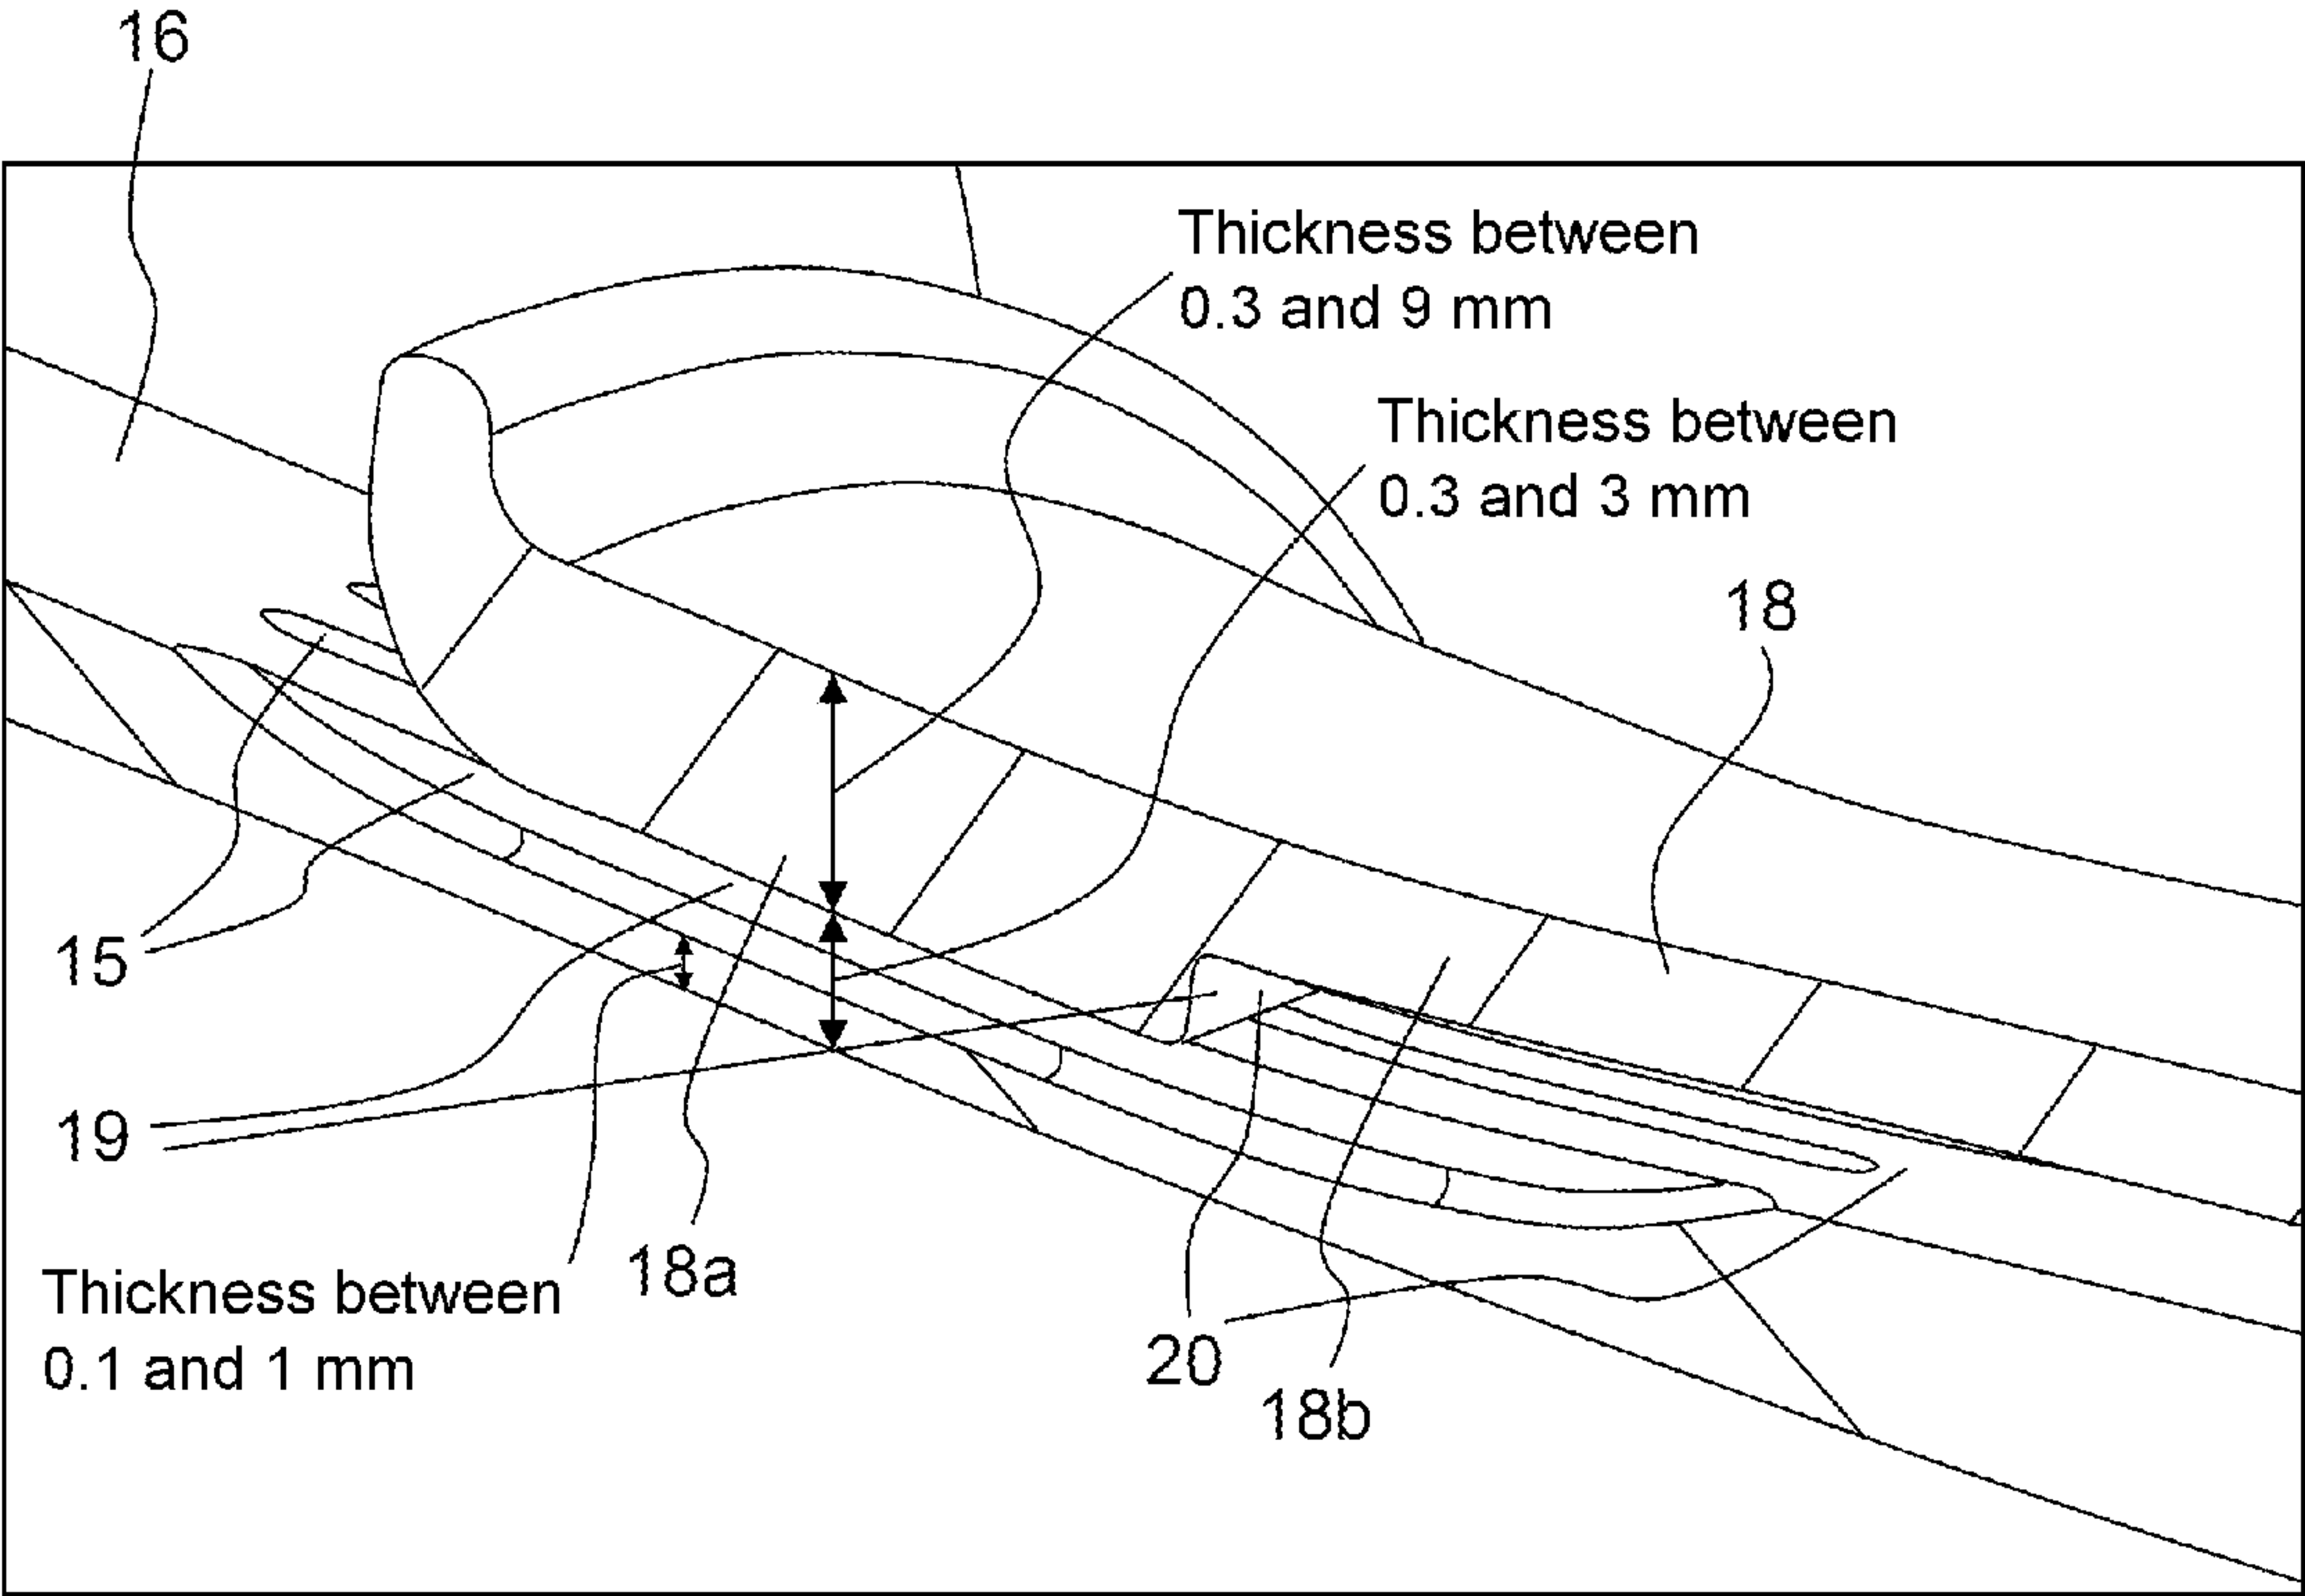 16
Thickness between
0.3 and 9 mm
Thickness between
0.3 and 3 mm
18
15
19
18a
Thickness between
0.1 and 1 mm
20
18b